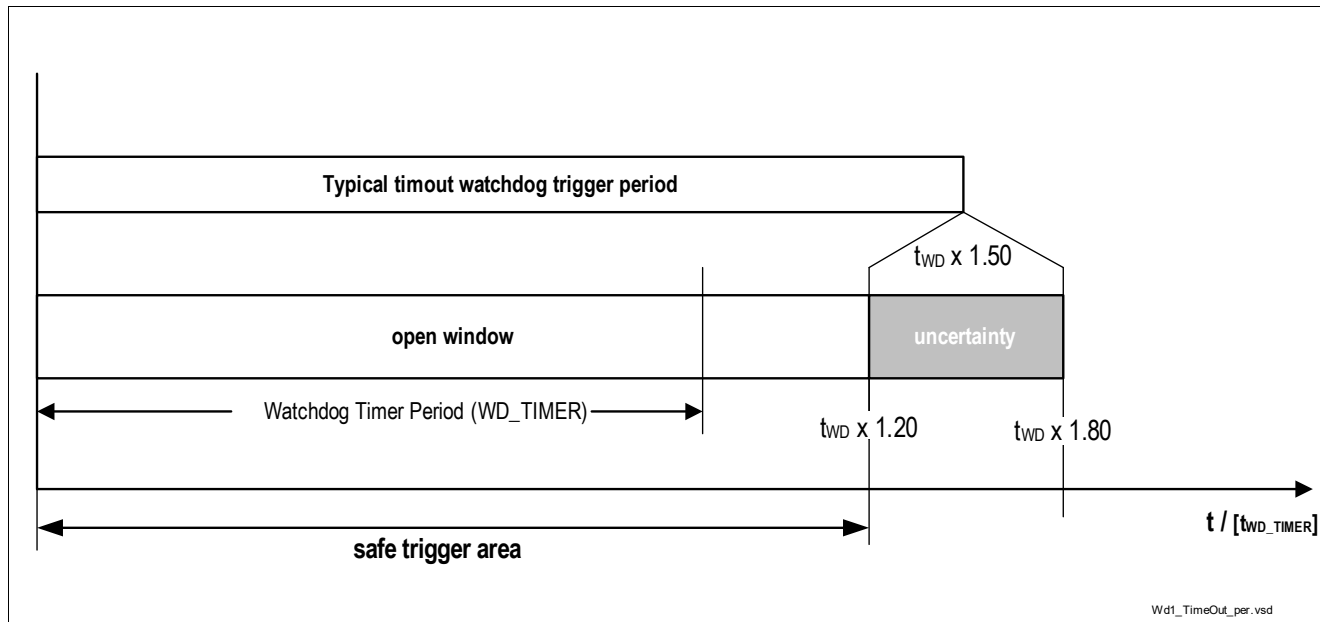 Typical timout watchdog trigger period
tWD x 1.50
open window
uncertainty
Watchdog Timer Period (WD_TIMER)
tWD x 1.20
tWD x 1.80
t / [tWD_TIMER]
safe trigger area
Wd1_TimeOut_per.vsd